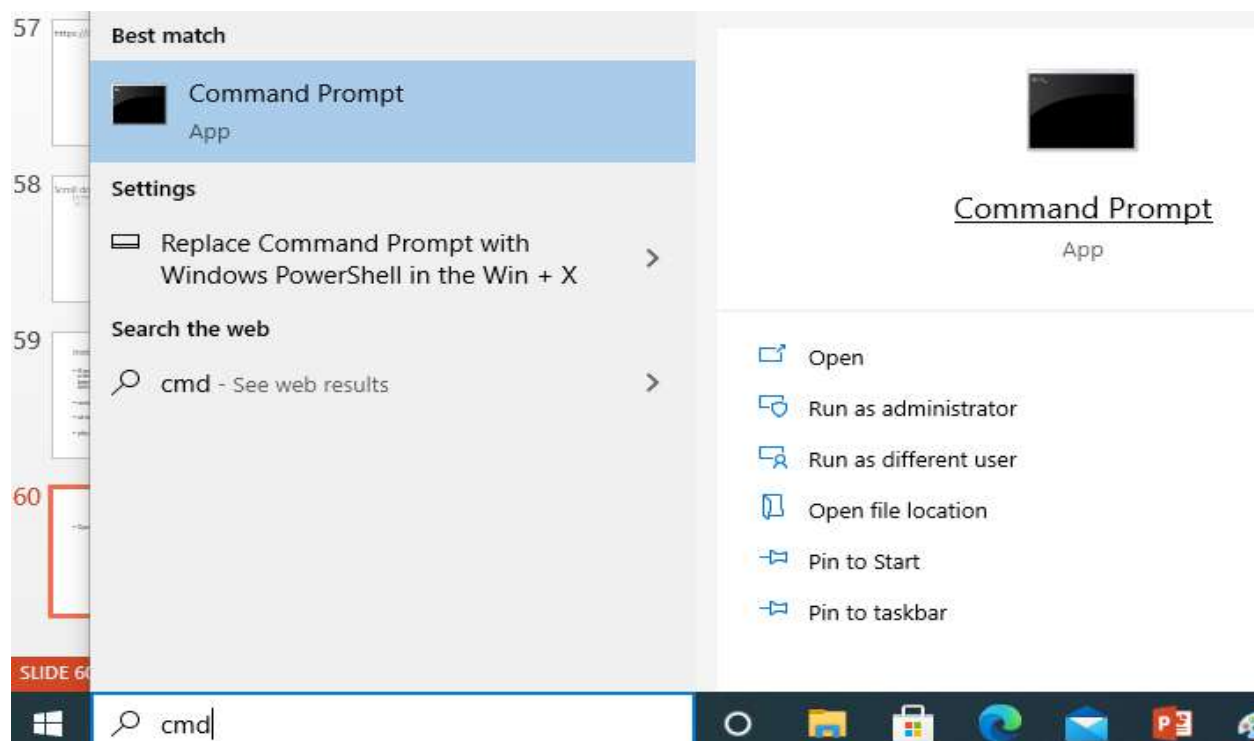 57
Best match
Command Prompt
App
58
Settings
Replace Command Prompt with
Windows PowerShell in the Win + X
59
Search the web
cmd - See web results
60
SLIDE 60
cmd
Command Prompt
App
Open
Run as administrator
Run as different user
Open file location
Pin to Start
Pin to taskbar